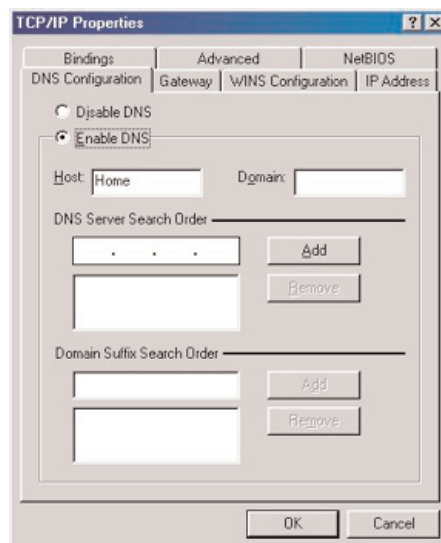 TCP/IP Properties
Bindings Advanced NetBIOS
DNS Configuration Gateway WINS Configuration IP Address
Disable DNS
Enable DNS
Host: Home Domain:
DNS Server Search Order
. . .
Add
Remove
Domain Suffix Search Order
Add
Remove
OK Cancel